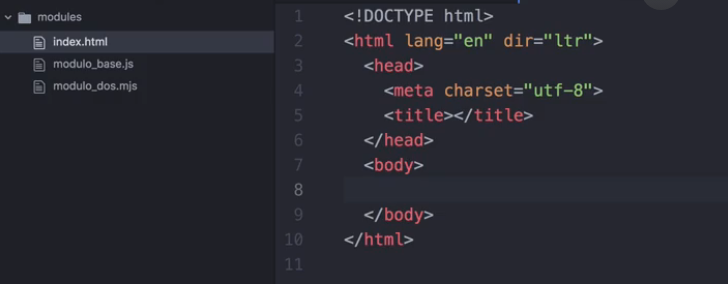 modules
index.html
modulo_base.js
modulo_dos.mjs
1 <!DOCTYPE html>
2 <html lang="en" dir="ltr">
3 <head>
4 <meta charset="utf-8">
5 <title></title>
6 </head>
7 <body>
8
9 </body>
10 </html>
11